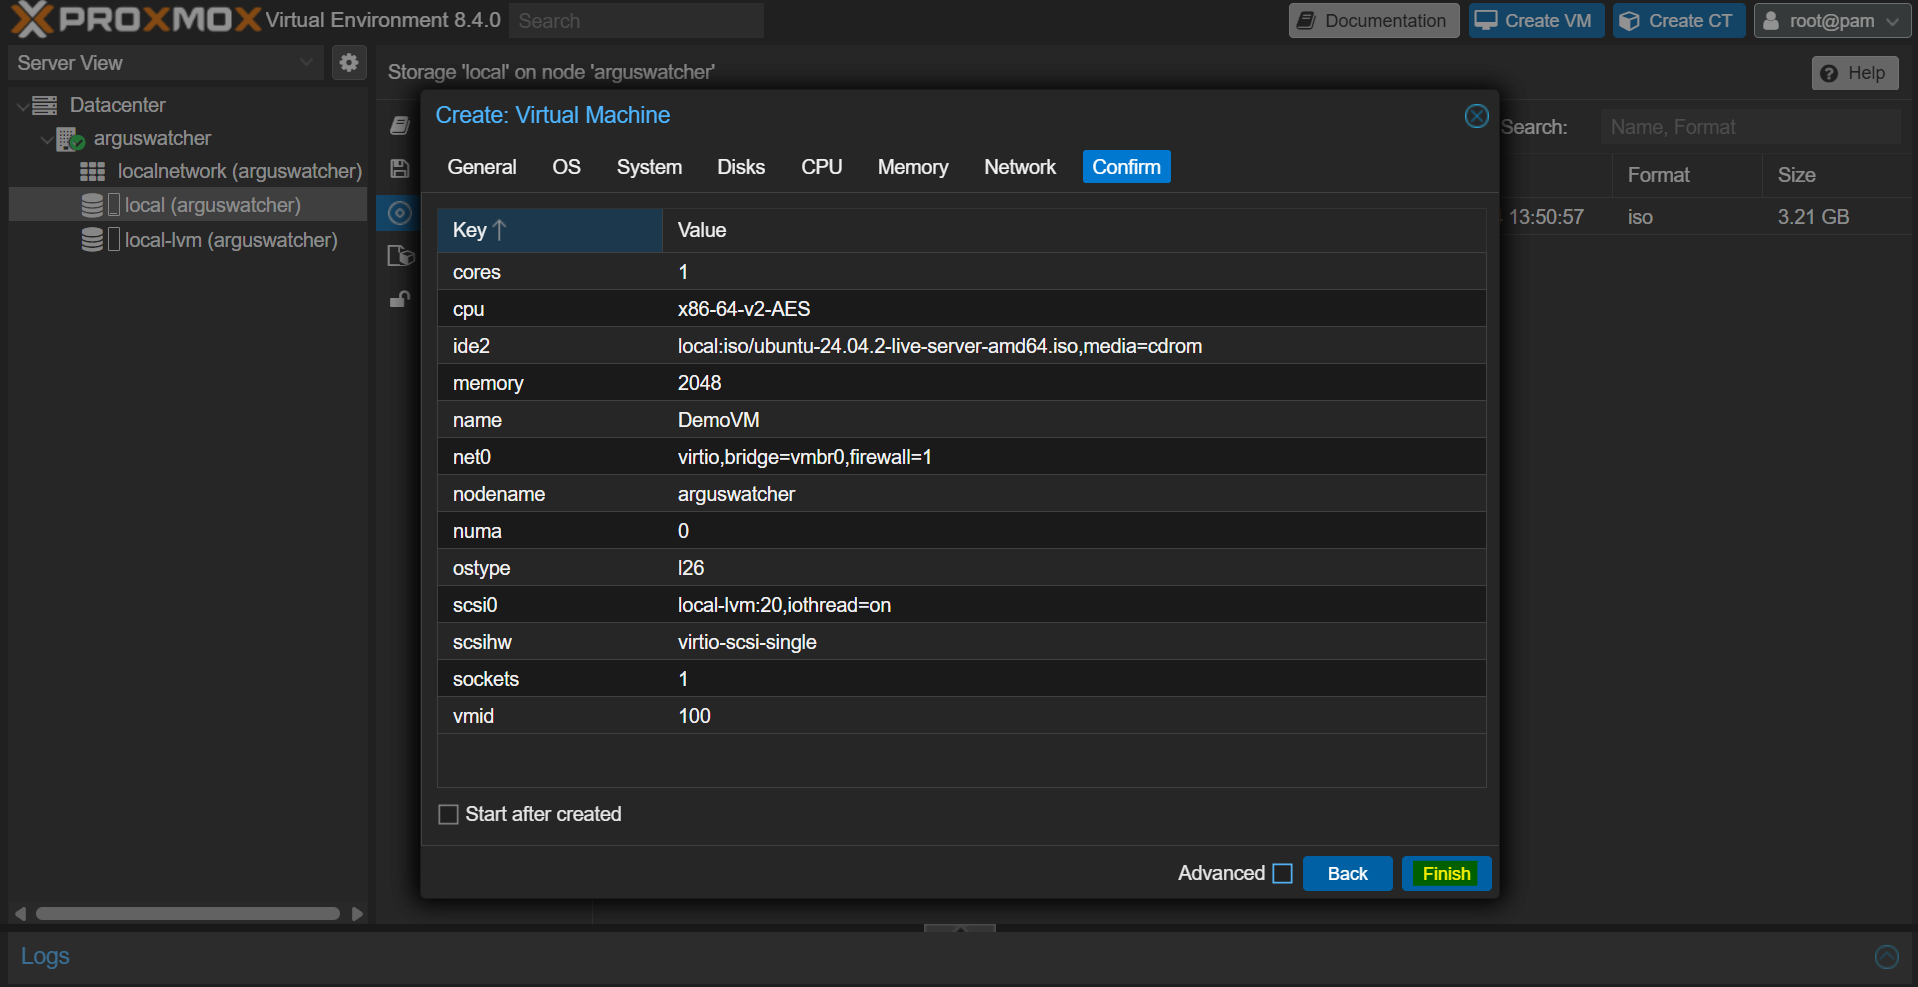 PROXMOX Virtual Environment 8.4.0 Search Documentation Create VM Create CT root@pam
Server View
Storage 'local' on node 'arguswatcher'
Help
Datacenter
arguswatcher
localnetwork (arguswatcher)
local (arguswatcher)
local-lvm (arguswatcher)
Search: Name, Format
Format Size
13:50:57 iso 3.21 GB
Create: Virtual Machine
General OS System Disks CPU Memory Network Confirm
Key Value
cores 1
cpu x86-64-v2-AES
ide2 local:iso/ubuntu-24.04.2-live-server-amd64.iso,media=cdrom
memory 2048
name DemoVM
net0 virtio,bridge=vmbr0,firewall=1
nodename arguswatcher
numa 0
ostype l26
scsi0 local-lvm:20,iothread=on
scsihw virtio-scsi-single
sockets 1
vmid 100
Start after created
Advanced Back Finish
Logs